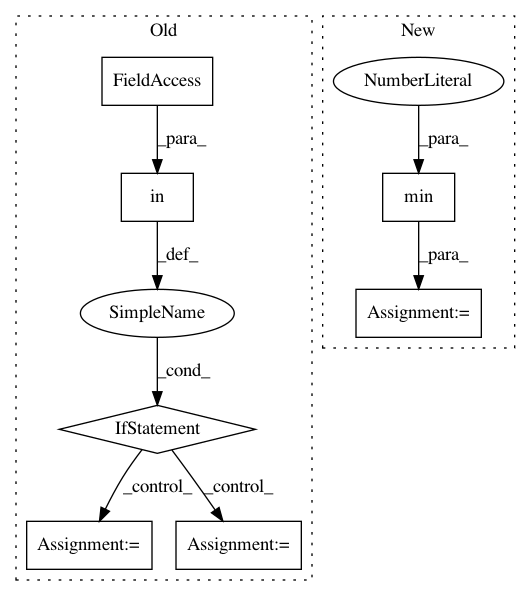 Old
FieldAccess
_para_
in
_def_
SimpleName
_cond_
IfStatement
_control_
_control_
Assignment:=
Assignment:=
New
NumberLiteral
_para_
min
_para_
Assignment:=